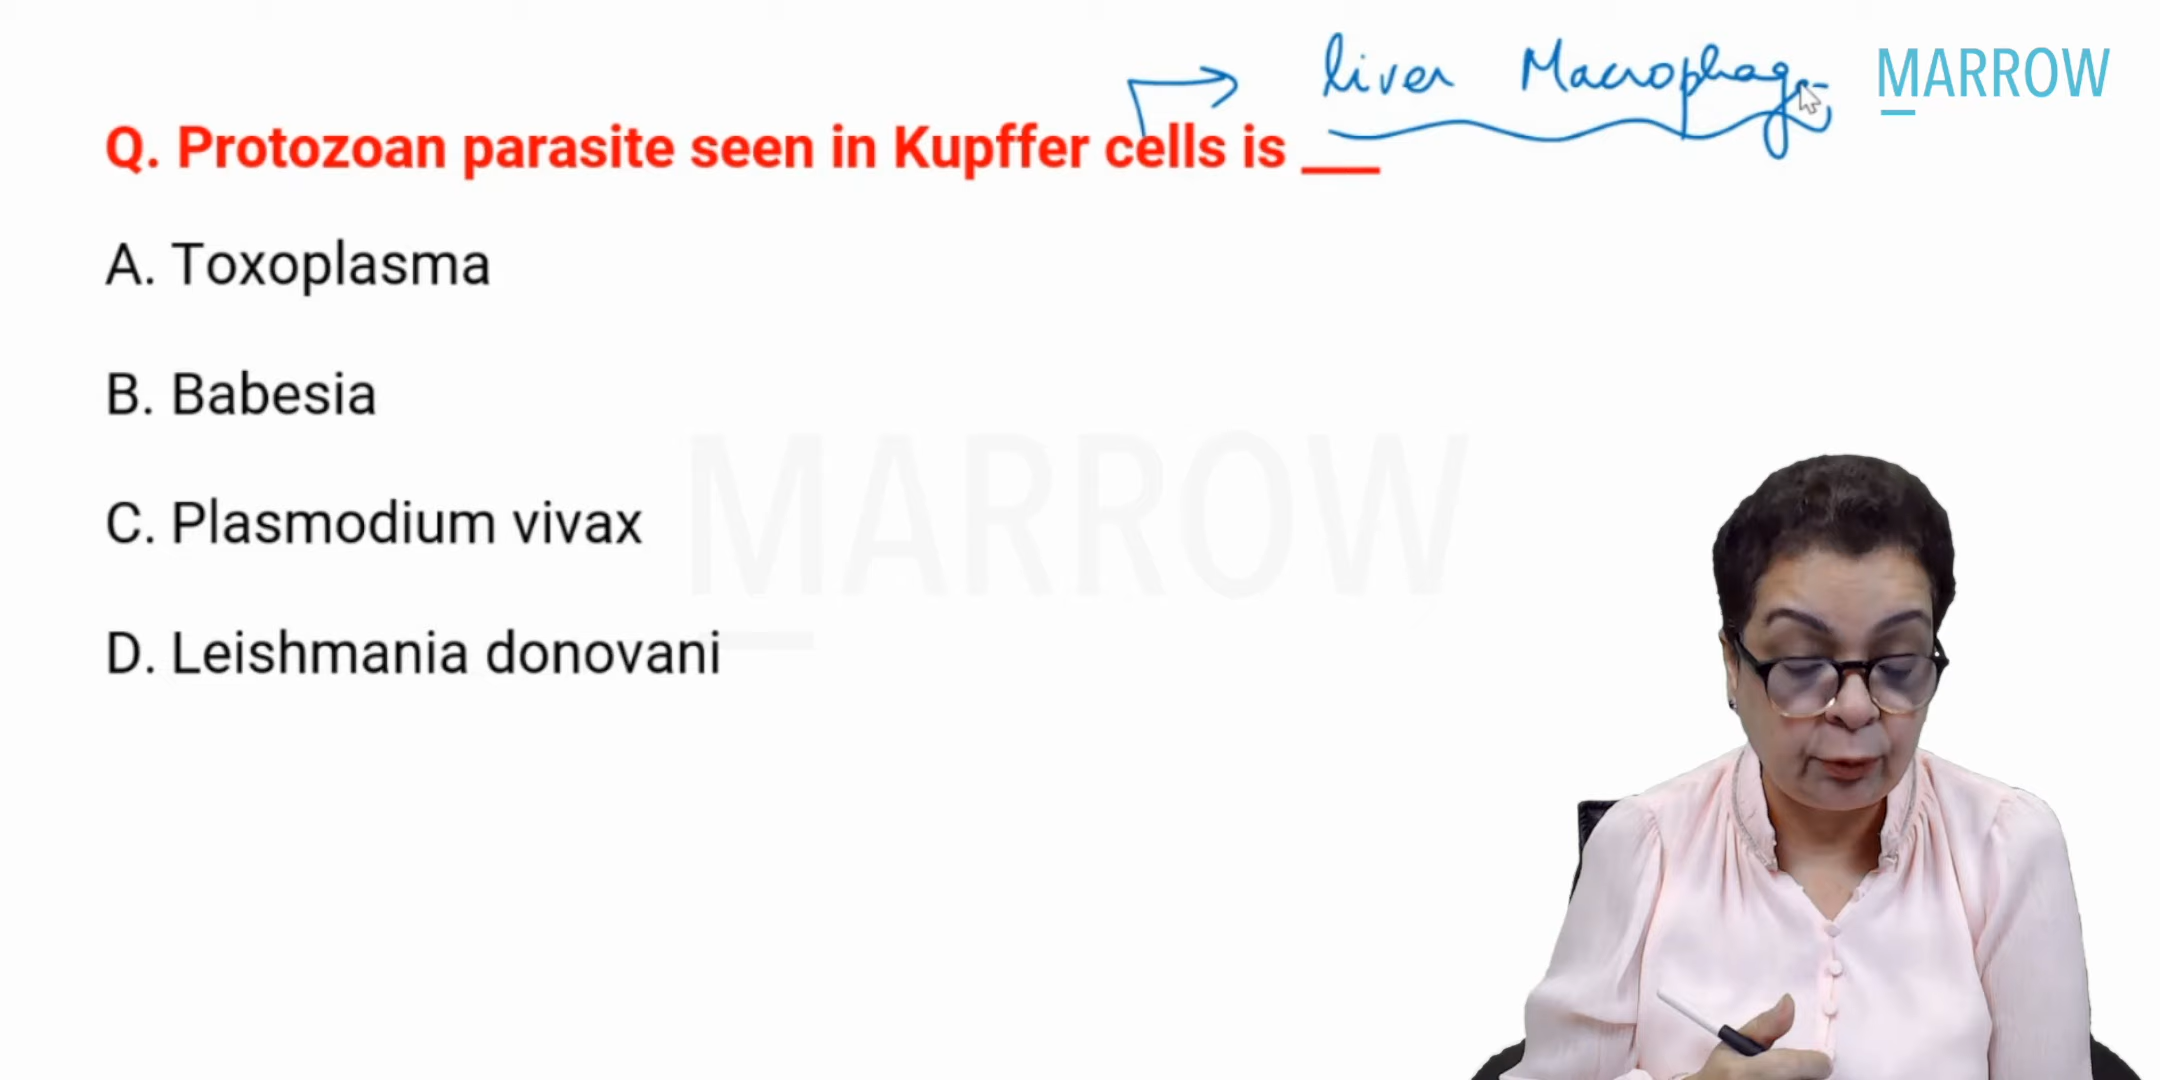 liver Macrophage
MARROW
Q. Protozoan parasite seen in Kupffer cells is ___
A. Toxoplasma
B. Babesia
C. Plasmodium vivax
D. Leishmania donovani
MARROW